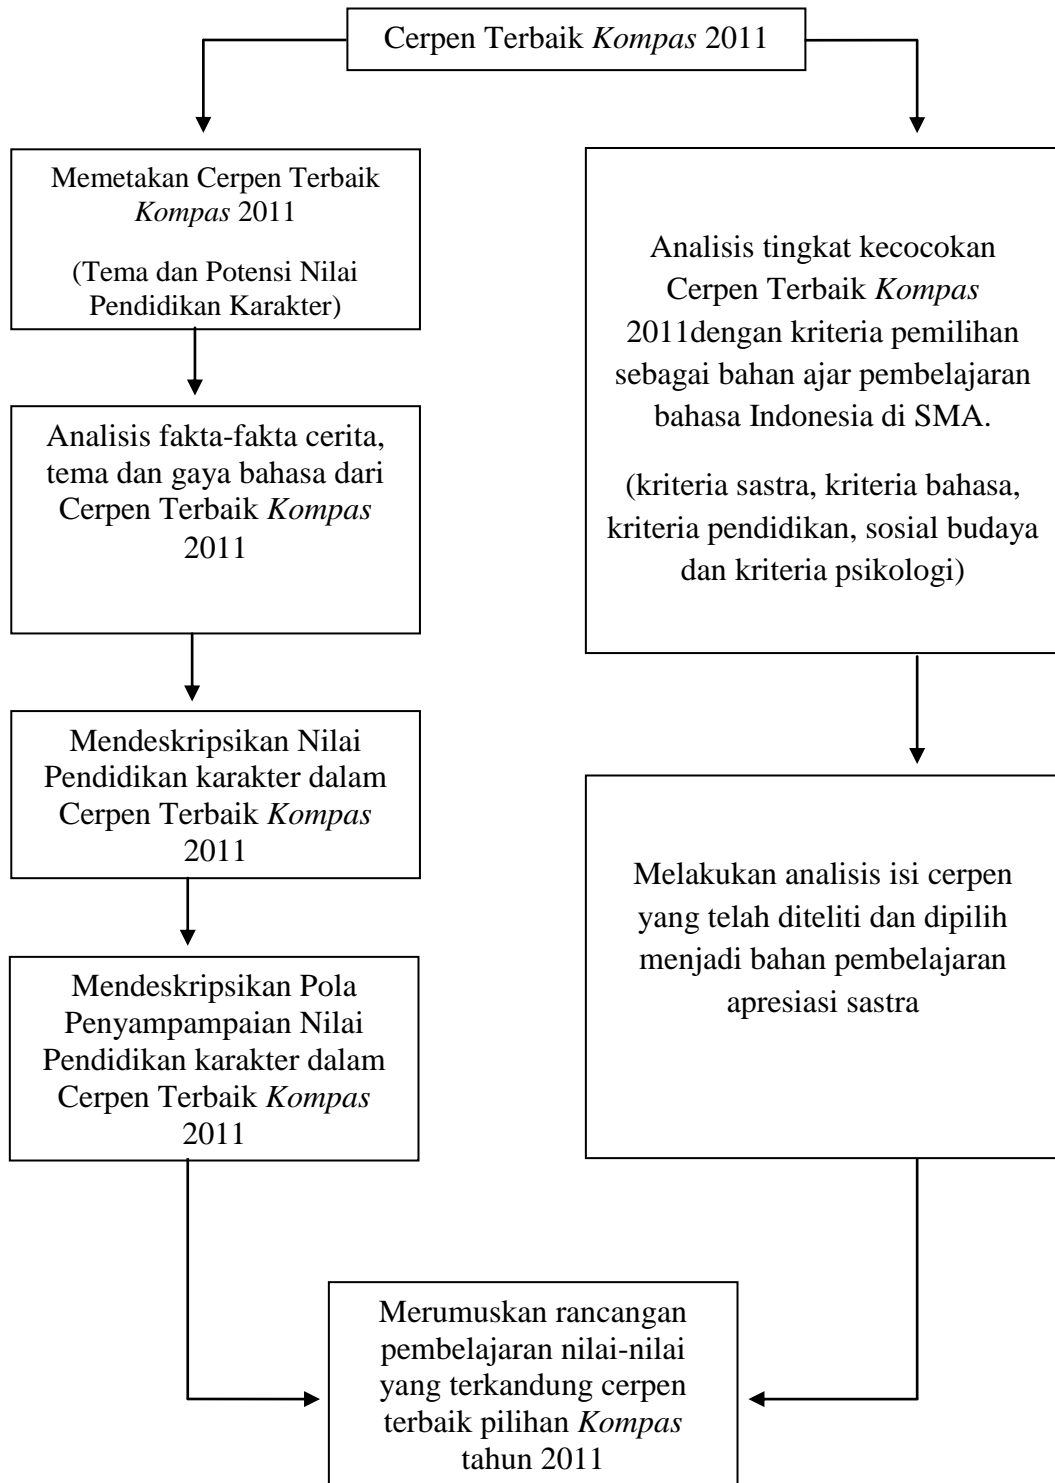 Cerpen Terbaik Kompas 2011
Memetakan Cerpen Terbaik
Kompas 2011
(Tema dan Potensi Nilai
Pendidikan Karakter)
Analisis fakta-fakta cerita,
tema dan gaya bahasa dari
Cerpen Terbaik Kompas
2011
Mendeskripsikan Nilai
Pendidikan karakter dalam
Cerpen Terbaik Kompas
2011
Mendeskripsikan Pola
Penyampampaian Nilai
Pendidikan karakter dalam
Cerpen Terbaik Kompas
2011
Analisis tingkat kecocokan
Cerpen Terbaik Kompas
2011dengan kriteria pemilihan
sebagai bahan ajar pembelajaran
bahasa Indonesia di SMA.
(kriteria sastra, kriteria bahasa,
kriteria pendidikan, sosial budaya
dan kriteria psikologi)
Melakukan analisis isi cerpen
yang telah diteliti dan dipilih
menjadi bahan pembelajaran
apresiasi sastra
Merumuskan rancangan
pembelajaran nilai-nilai
yang terkandung cerpen
terbaik pilihan Kompas
tahun 2011